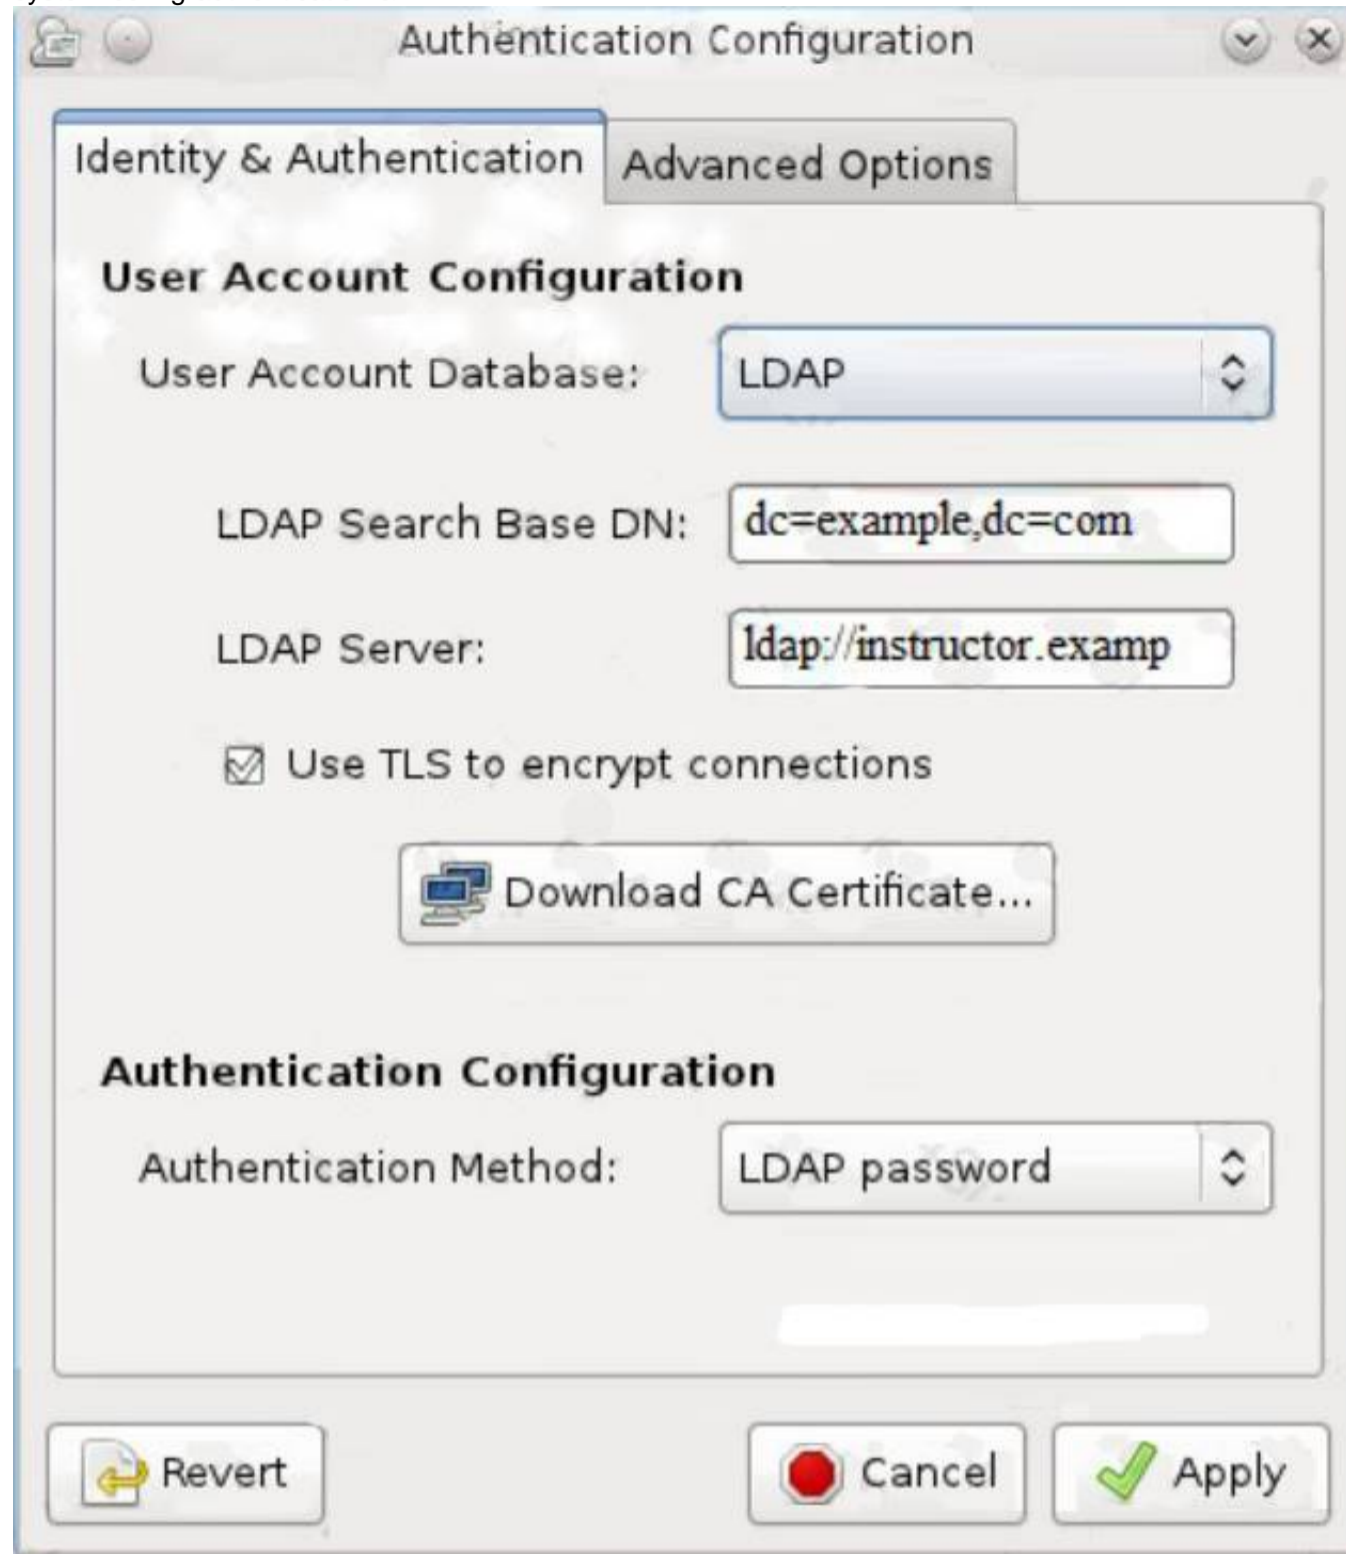 Authentication Configuration
Identity & Authentication
Advanced Options
User Account Configuration
User Account Database:
LDAP
LDAP Search Base DN:
dc=example,dc=com
LDAP Server:
ldap://instructor.examp
Use TLS to encrypt connections
Download CA Certificate...
Authentication Configuration
Authentication Method:
LDAP password
Revert
Cancel
Apply